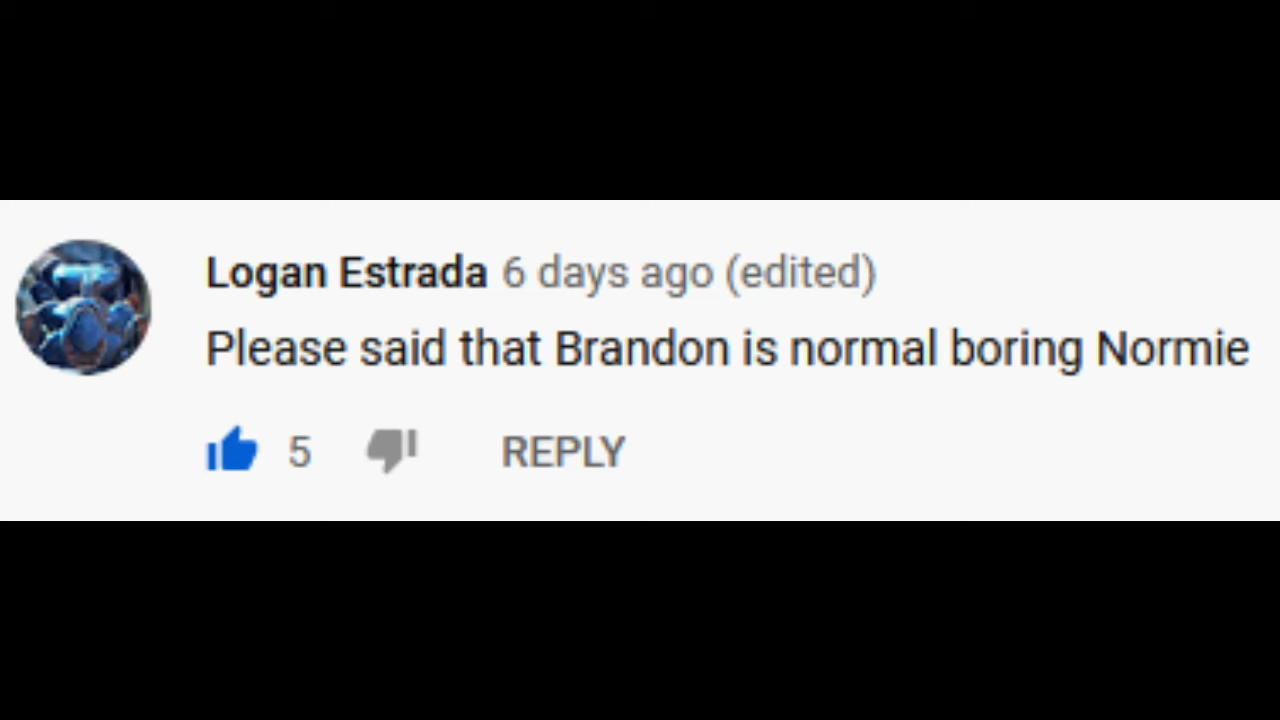 Logan Estrada 6 days ago (edited)
Please said that Brandon is normal boring Normie
5 REPLY